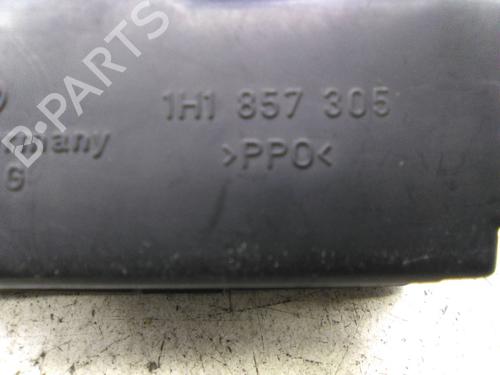 B-PARTS
1H1 857 305
>PPO<
many
G